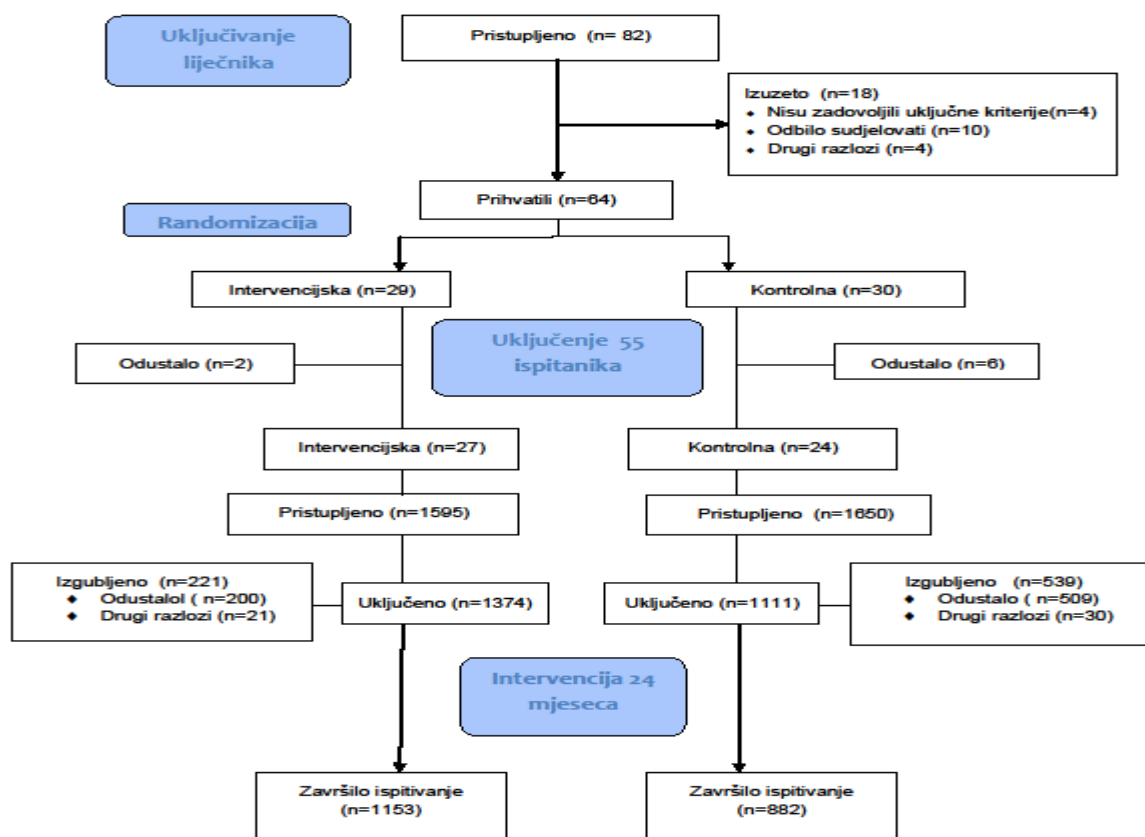 Uključivanje
liječnika
Pristupljeno (n= 82)
Izuzeto (n=18)
⬥ Nisu zadovoljili uključne kriterije(n=4)
⬥ Odbilo sudjelovati (n=10)
⬥ Drugi razlozi (n=4)
Prihvatili (n=64)
Randomizacija
Intervencijska (n=29)
Kontrolna (n=30)
Uključenje 55
ispitanika
Odustalo (n=2)
Odustalo (n=6)
Intervencijska (n=27)
Kontrolna (n=24)
Pristupljeno (n=1595)
Pristupljeno (n=1650)
Izgubljeno (n=221)
⬥ Odustalol ( n=200)
⬥ Drugi razlozi (n=21)
Uključeno (n=1374)
Uključeno (n=1111)
Izgubljeno (n=539)
⬥ Odustalo ( n=509)
⬥ Drugi razlozi (n=30)
Intervencija 24
mjeseca
Završilo ispitivanje
(n=1153)
Završilo ispitivanje
(n=882)